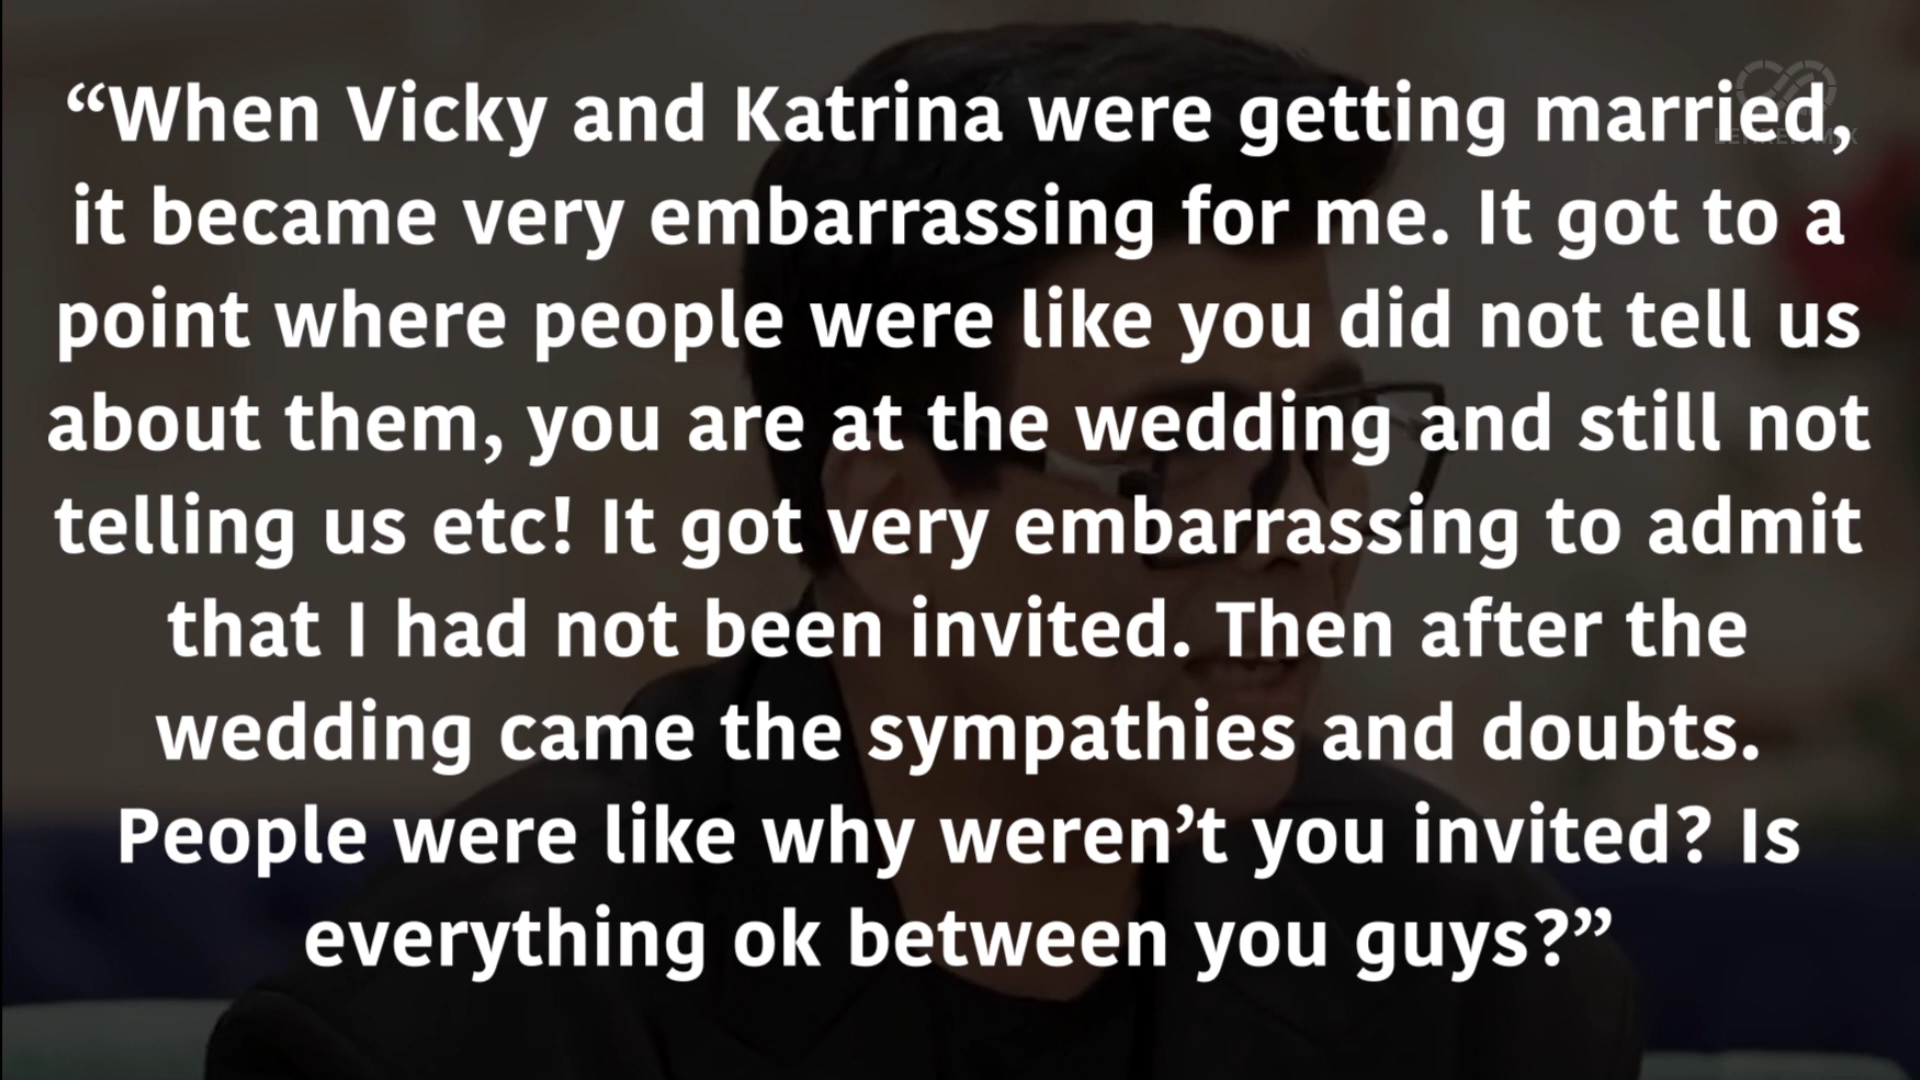 “When Vicky and Katrina were getting married,
it became very embarrassing for me. It got to a
point where people were like you did not tell us
about them, you are at the wedding and still not
telling us etc! It got very embarrassing to admit
that I had not been invited. Then after the
wedding came the sympathies and doubts.
People were like why weren’t you invited? Is
everything ok between you guys?”